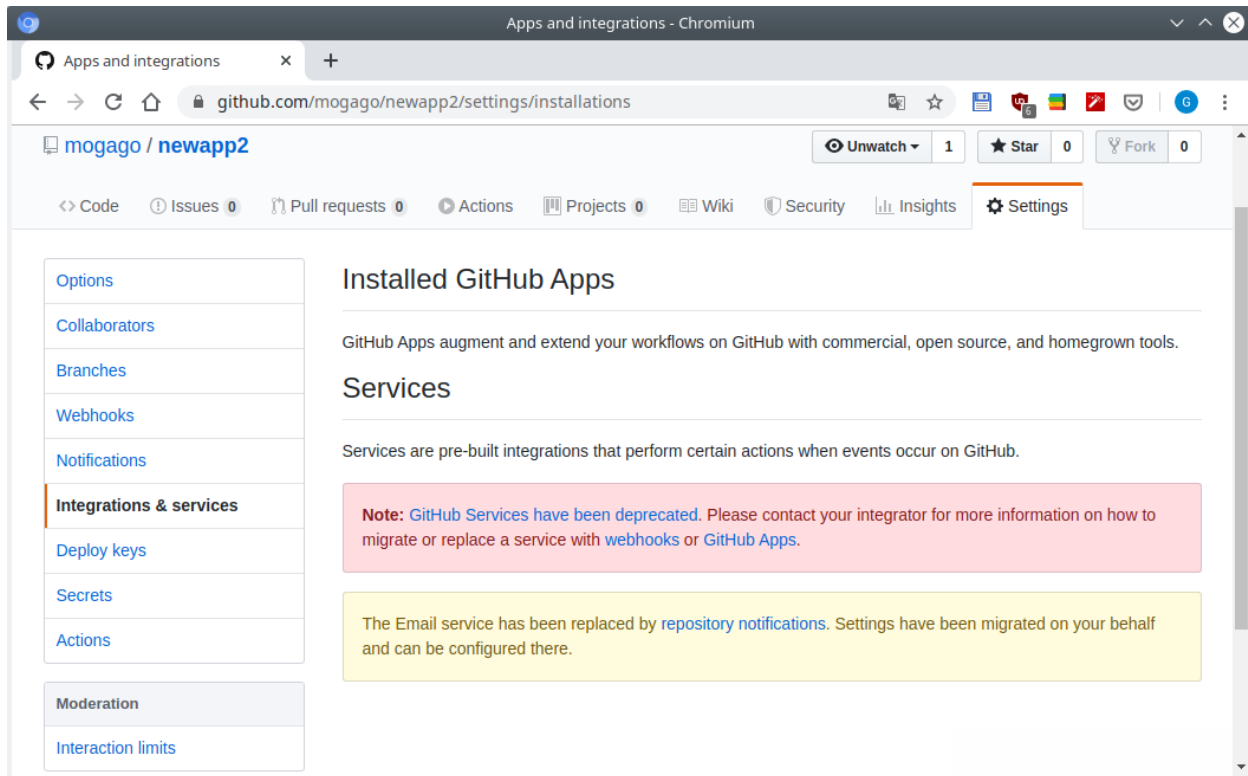 Apps and integrations - Chromium
Apps and integrations
github.com/mogago/newapp2/settings/installations
6
G
mogago / newapp2
Unwatch 1 Star 0 Fork 0
Code Issues 0 Pull requests 0 Actions Projects 0 Wiki Security Insights Settings
Options
Collaborators
Branches
Webhooks
Notifications
Integrations & services
Deploy keys
Secrets
Actions
Moderation
Interaction limits
Installed GitHub Apps
GitHub Apps augment and extend your workflows on GitHub with commercial, open source, and homegrown tools.
Services
Services are pre-built integrations that perform certain actions when events occur on GitHub.
Note: GitHub Services have been deprecated. Please contact your integrator for more information on how to
migrate or replace a service with webhooks or GitHub Apps.
The Email service has been replaced by repository notifications. Settings have been migrated on your behalf
and can be configured there.